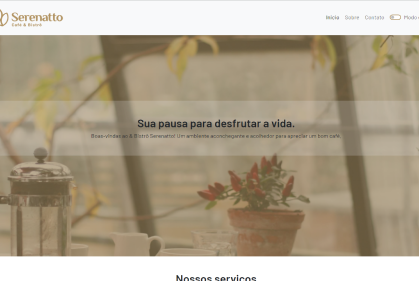 Serenatto
Café & Bistrô
Início Sobre Contato Modo
Sua pausa para desfrutar a vida.
Boas-vindas ao & Bistrô Serenatto! Um ambiente aconchegante e acolhedor para apreciar um bom café.
Nossos serviços